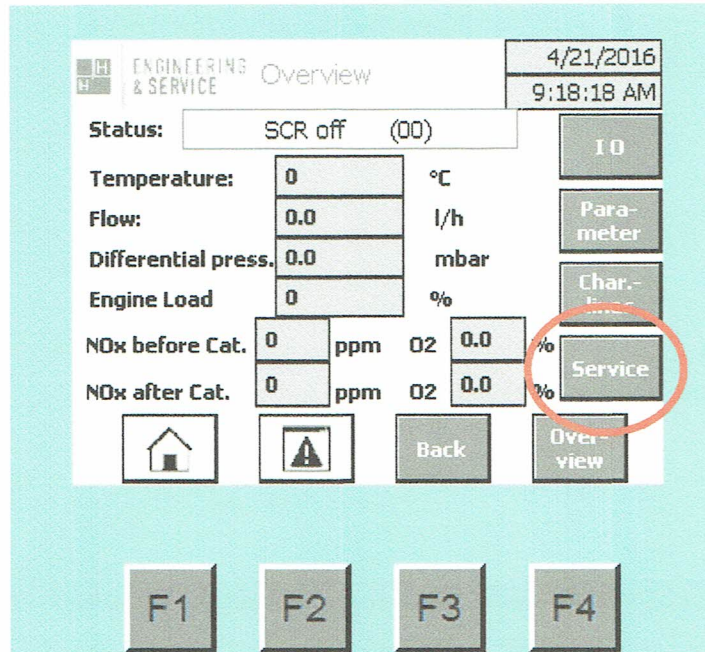 H H
H
ENGINEERING
& SERVICE
Overview
4/21/2016
9:18:18 AM
Status: SCR off (00)
I O
Temperature: 0 °C
Flow: 0.0 l/h
Para-
meter
Differential press. 0.0 mbar
Engine Load 0 %
Char.-
lines
NOx before Cat. 0 ppm O2 0.0 %
Service
NOx after Cat. 0 ppm O2 0.0 %
Back
Over-
view
F1 F2 F3 F4